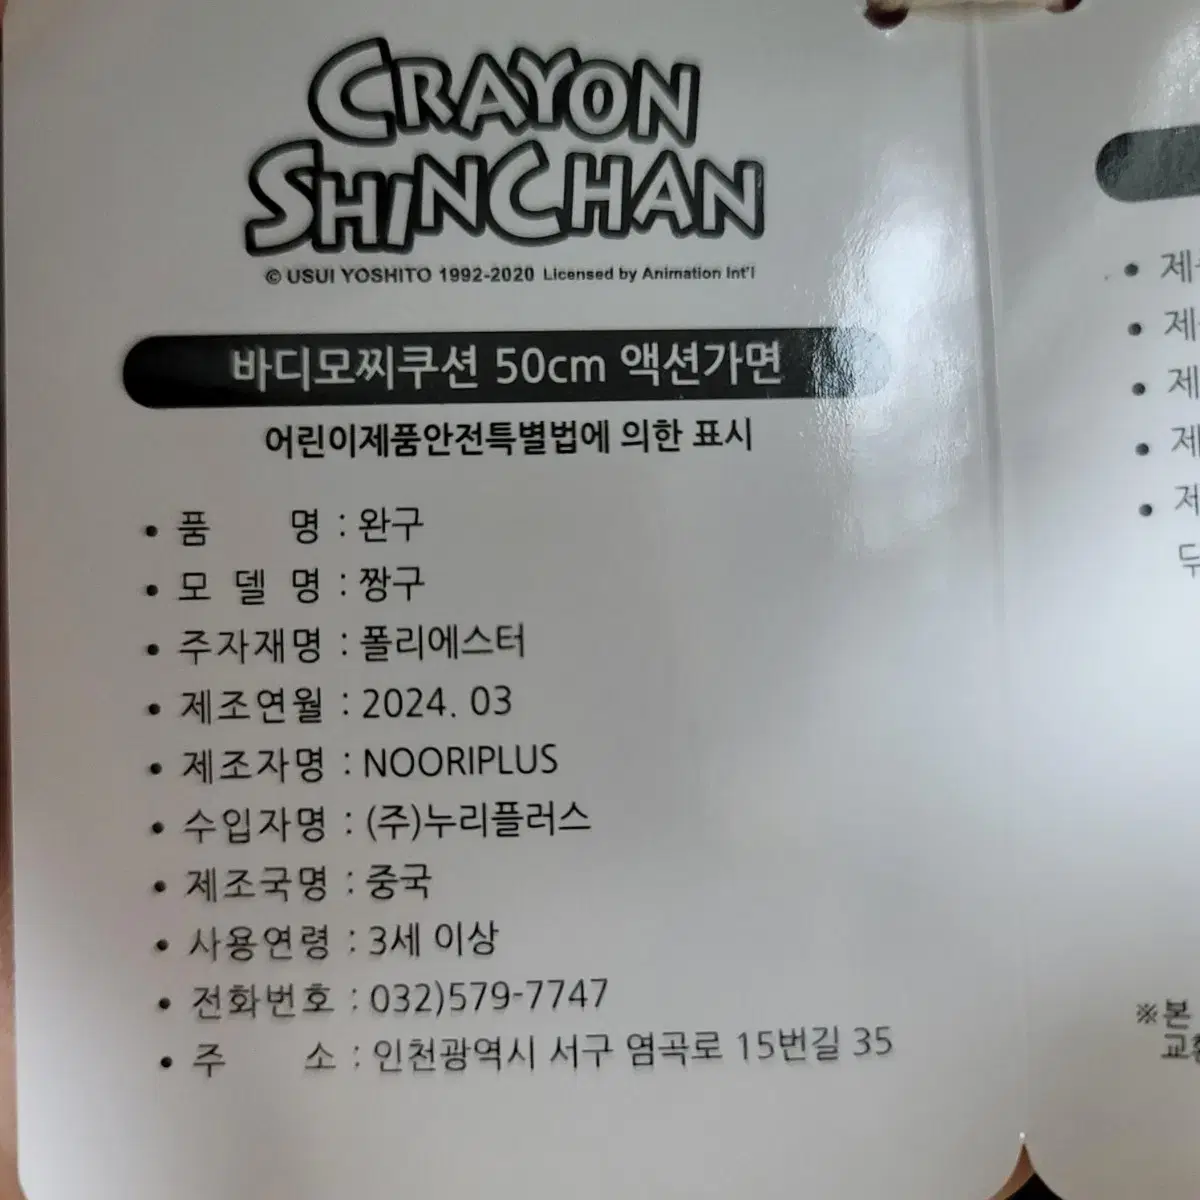 CRAYON
SHINCHAN
© USUI YOSHITO 1992-2020 Licensed by Animation Int'l
바디모찌쿠션 50cm 액션가면
어린이제품안전특별법에 의한 표시
• 품 명 : 완구
• 모 델 명 : 짱구
• 주자재명 : 폴리에스터
• 제조연월 : 2024. 03
• 제조자명 : NOORIPLUS
• 수입자명 : (주)누리플러스
• 제조국명 : 중국
• 사용연령 : 3세 이상
• 전화번호 : 032)579-7747
• 주 소 : 인천광역시 서구 염곡로 15번길 35
※본